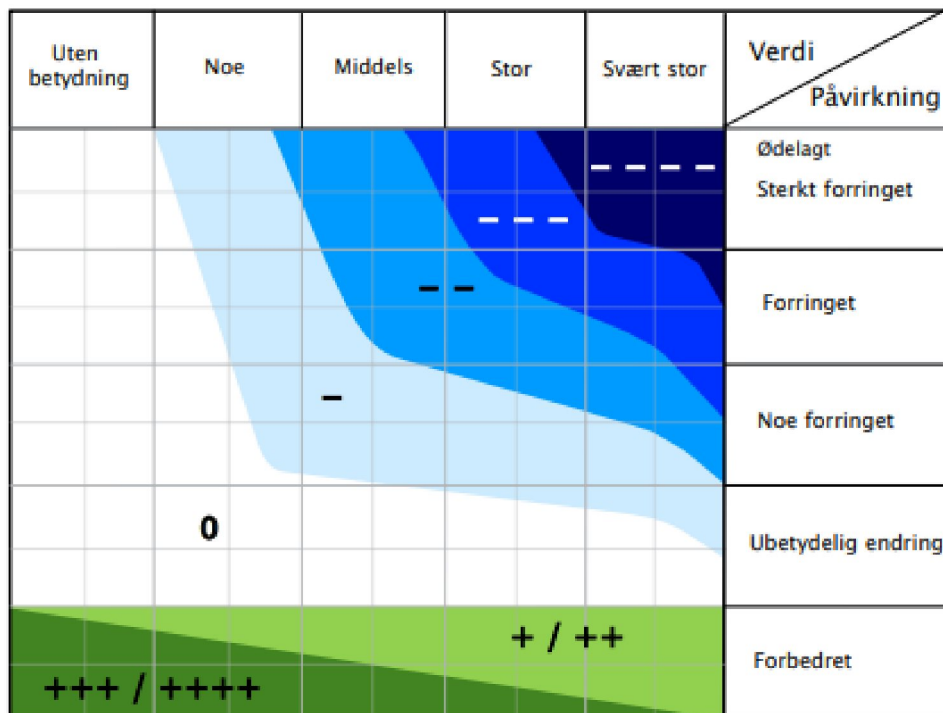 Uten
betydning
Noe
Middels
Stor
Svært stor
Verdi
Påvirkning
Ødelagt
– – – –
Sterkt forringet
– – –
– –
Forringet
–
Noe forringet
0
Ubetydelig endring
+ / ++
Forbedret
+++ / ++++